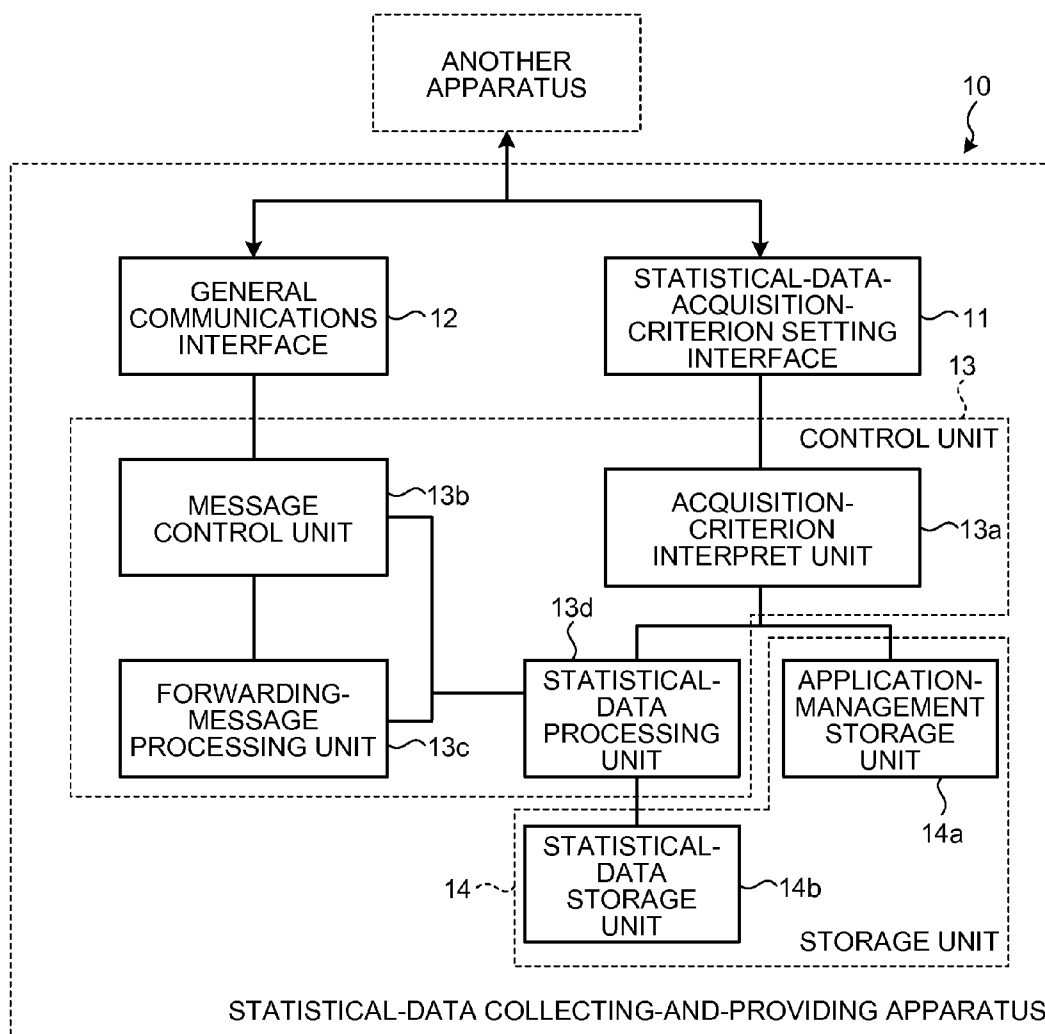 ANOTHER
APPARATUS
10
GENERAL
COMMUNICATIONS
INTERFACE
12
STATISTICAL-DATA-
ACQUISITION-
CRITERION SETTING
INTERFACE
11
13
CONTROL UNIT
MESSAGE
CONTROL UNIT
13b
ACQUISITION-
CRITERION
INTERPRET UNIT
13a
13d
FORWARDING-
MESSAGE
PROCESSING UNIT
13c
STATISTICAL-
DATA
PROCESSING
UNIT
APPLICATION-
MANAGEMENT
STORAGE
UNIT
14a
14
STATISTICAL-
DATA
STORAGE
UNIT
14b
STORAGE UNIT
STATISTICAL-DATA COLLECTING-AND-PROVIDING APPARATUS